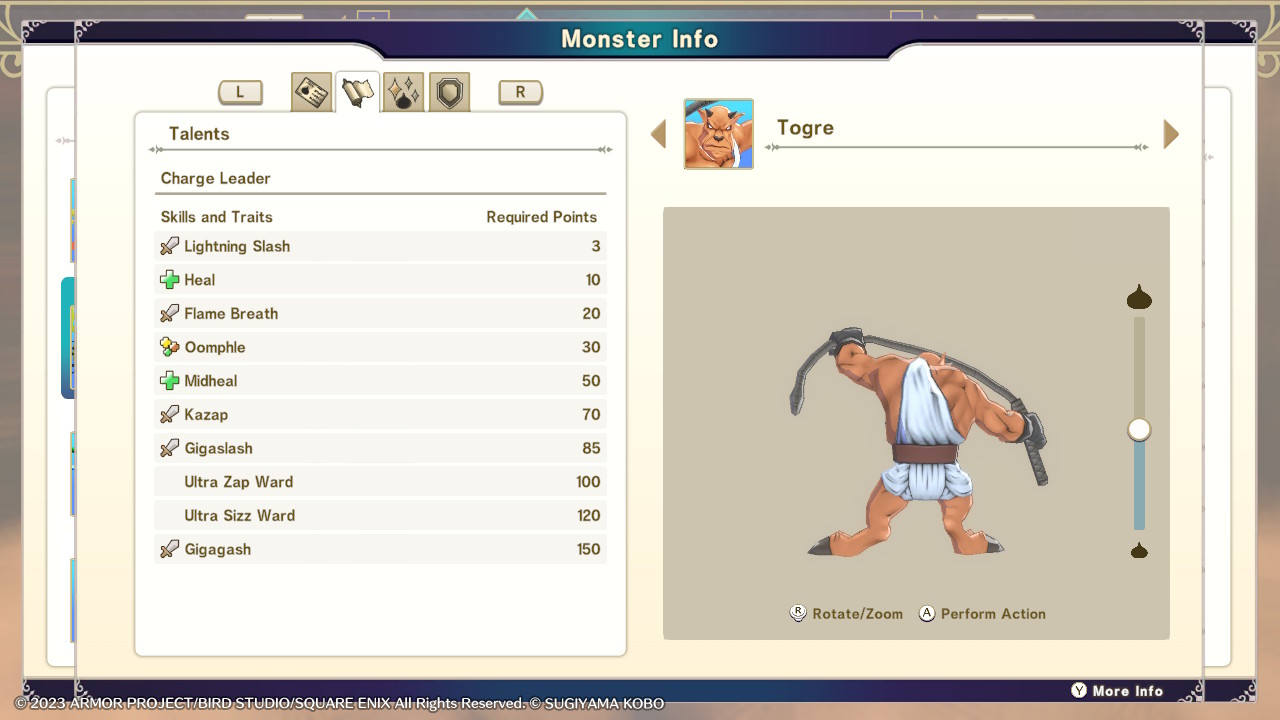 Monster Info
L
R
Talents
Charge Leader
Skills and Traits Required Points
Lightning Slash 3
Heal 10
Flame Breath 20
Oomphle 30
Midheal 50
Kazap 70
Gigaslash 85
Ultra Zap Ward 100
Ultra Sizz Ward 120
Gigagash 150
Togre
R Rotate/Zoom A Perform Action
Y More Info
© 2023 ARMOR PROJECT/BIRD STUDIO/SQUARE ENIX All Rights Reserved. © SUGIYAMA KOBO